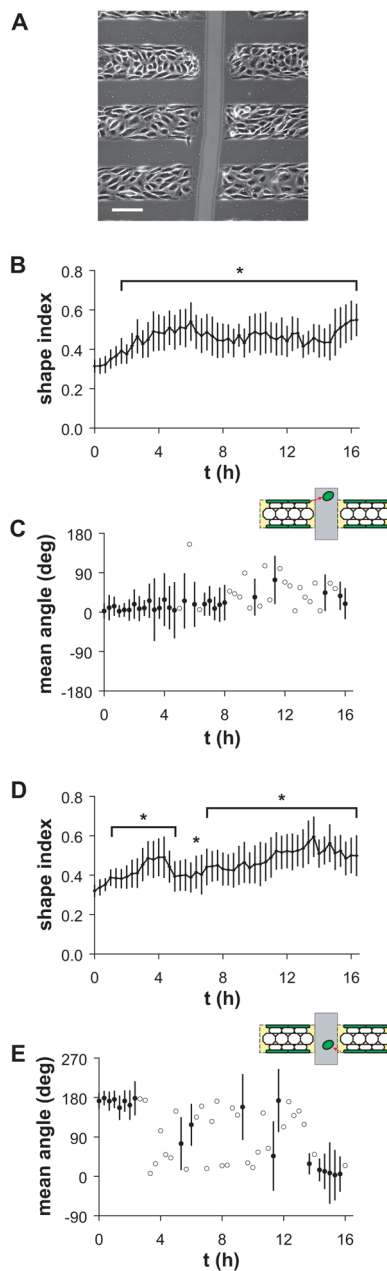 A
B
shape index
0.8
0.6
0.4
0.2
0.0
*
0 4 8 12 16
t (h)
C
mean angle (deg)
180
90
0
-90
-180
0 4 8 12 16
t (h)
D
shape index
0.8
0.6
0.4
0.2
0.0
* * *
0 4 8 12 16
t (h)
E
mean angle (deg)
270
180
90
0
-90
0 4 8 12 16
t (h)